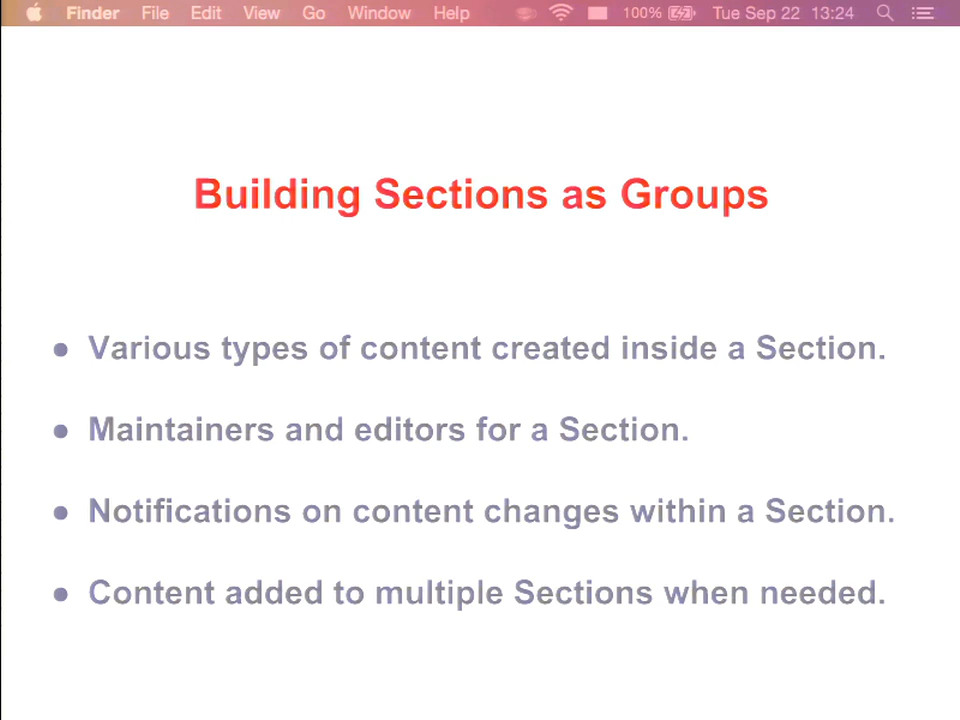 Finder File Edit View Go Window Help 100% Tue Sep 22 13:24
Building Sections as Groups
• Various types of content created inside a Section.
• Maintainers and editors for a Section.
• Notifications on content changes within a Section.
• Content added to multiple Sections when needed.